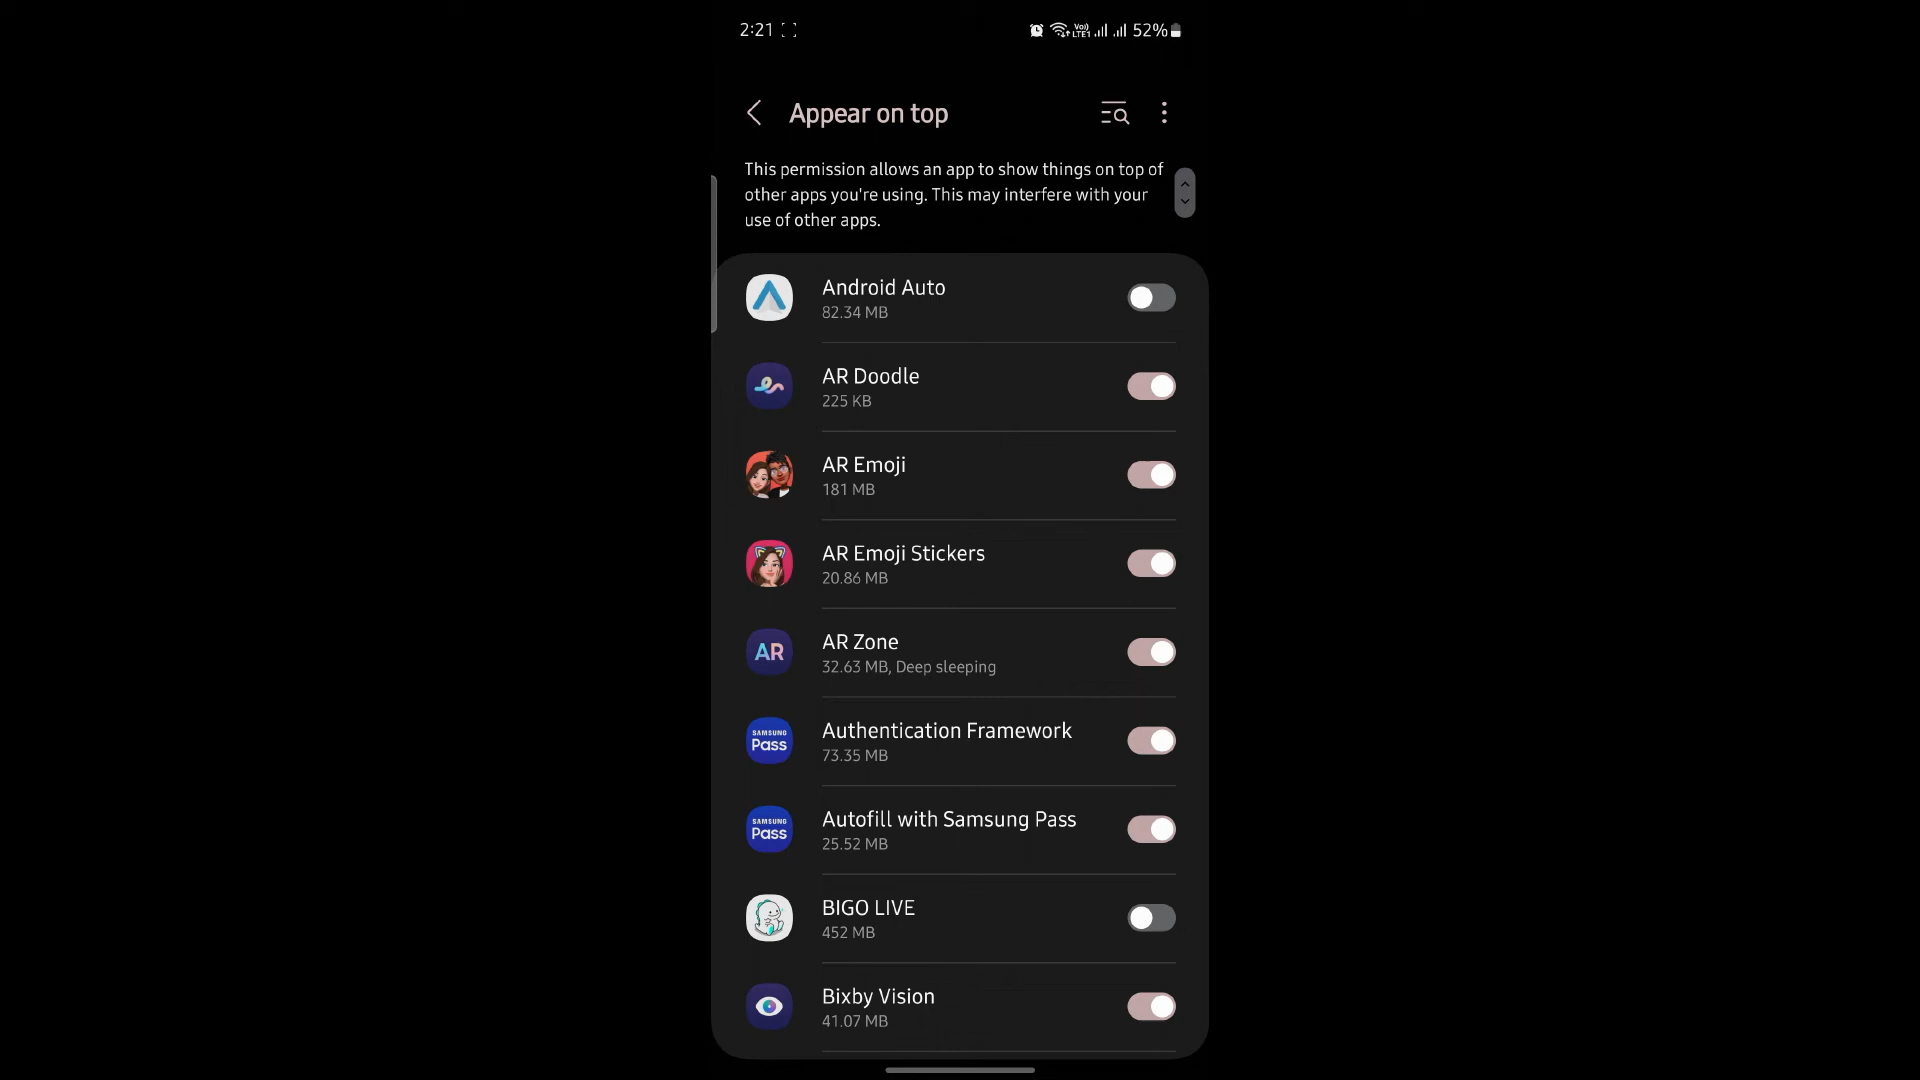 2:21
Vo)) LTE1 52%
Appear on top
This permission allows an app to show things on top of
other apps you're using. This may interfere with your
use of other apps.
Android Auto
82.34 MB
AR Doodle
225 KB
AR Emoji
181 MB
AR Emoji Stickers
20.86 MB
AR AR Zone
32.63 MB, Deep sleeping
SAMSUNG Pass
Authentication Framework
73.35 MB
SAMSUNG Pass
Autofill with Samsung Pass
25.52 MB
BIGO LIVE
452 MB
Bixby Vision
41.07 MB